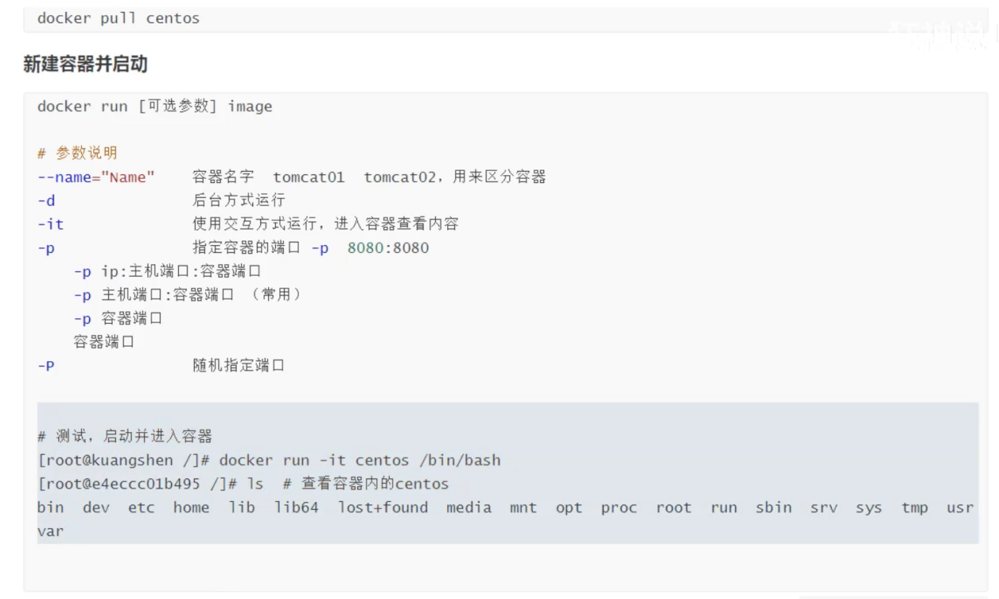 docker pull centos
新建容器并启动
docker run [可选参数] image
# 参数说明
--name="Name"    容器名字  tomcat01  tomcat02，用来区分容器
-d               后台方式运行
-it              使用交互方式运行，进入容器查看内容
-p               指定容器的端口 -p  8080:8080
    -p ip:主机端口:容器端口
    -p 主机端口:容器端口 （常用）
    -p 容器端口
    容器端口
-P               随机指定端口
# 测试，启动并进入容器
[root@kuangshen /]# docker run -it centos /bin/bash
[root@e4eccc01b495 /]# ls  # 查看容器内的centos
bin  dev  etc  home  lib  lib64  lost+found  media  mnt  opt  proc  root  run  sbin  srv  sys  tmp  usr
var